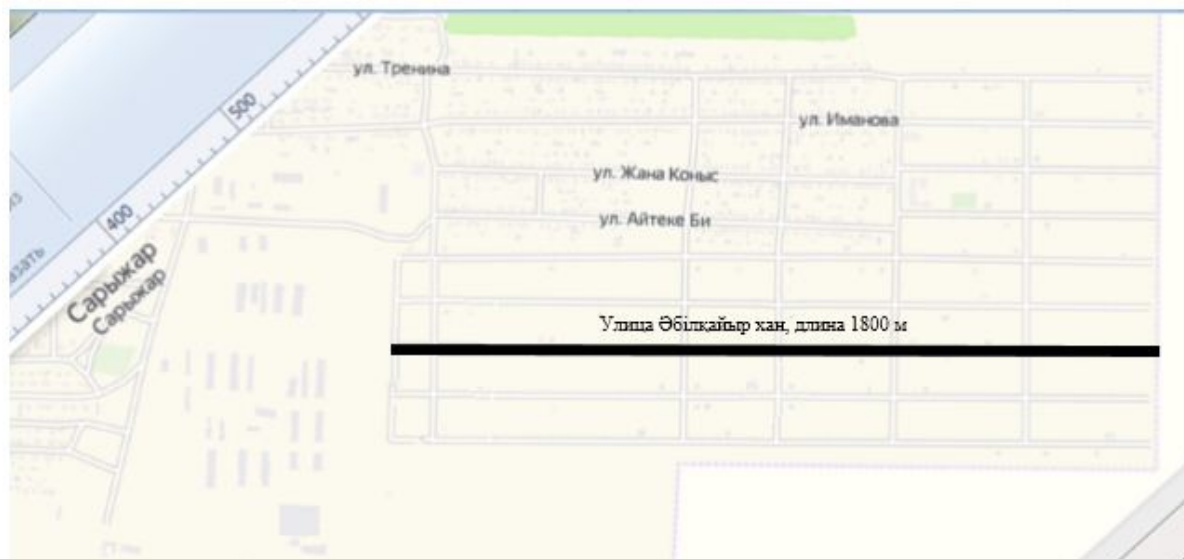 ул. Тренина
500
ул. Иманова
ул. Жана Коныс
400
ул. Айтеке Би
Сарыжар
Сарыжар
Улица Әбілқайыр хан, длина 1800 м